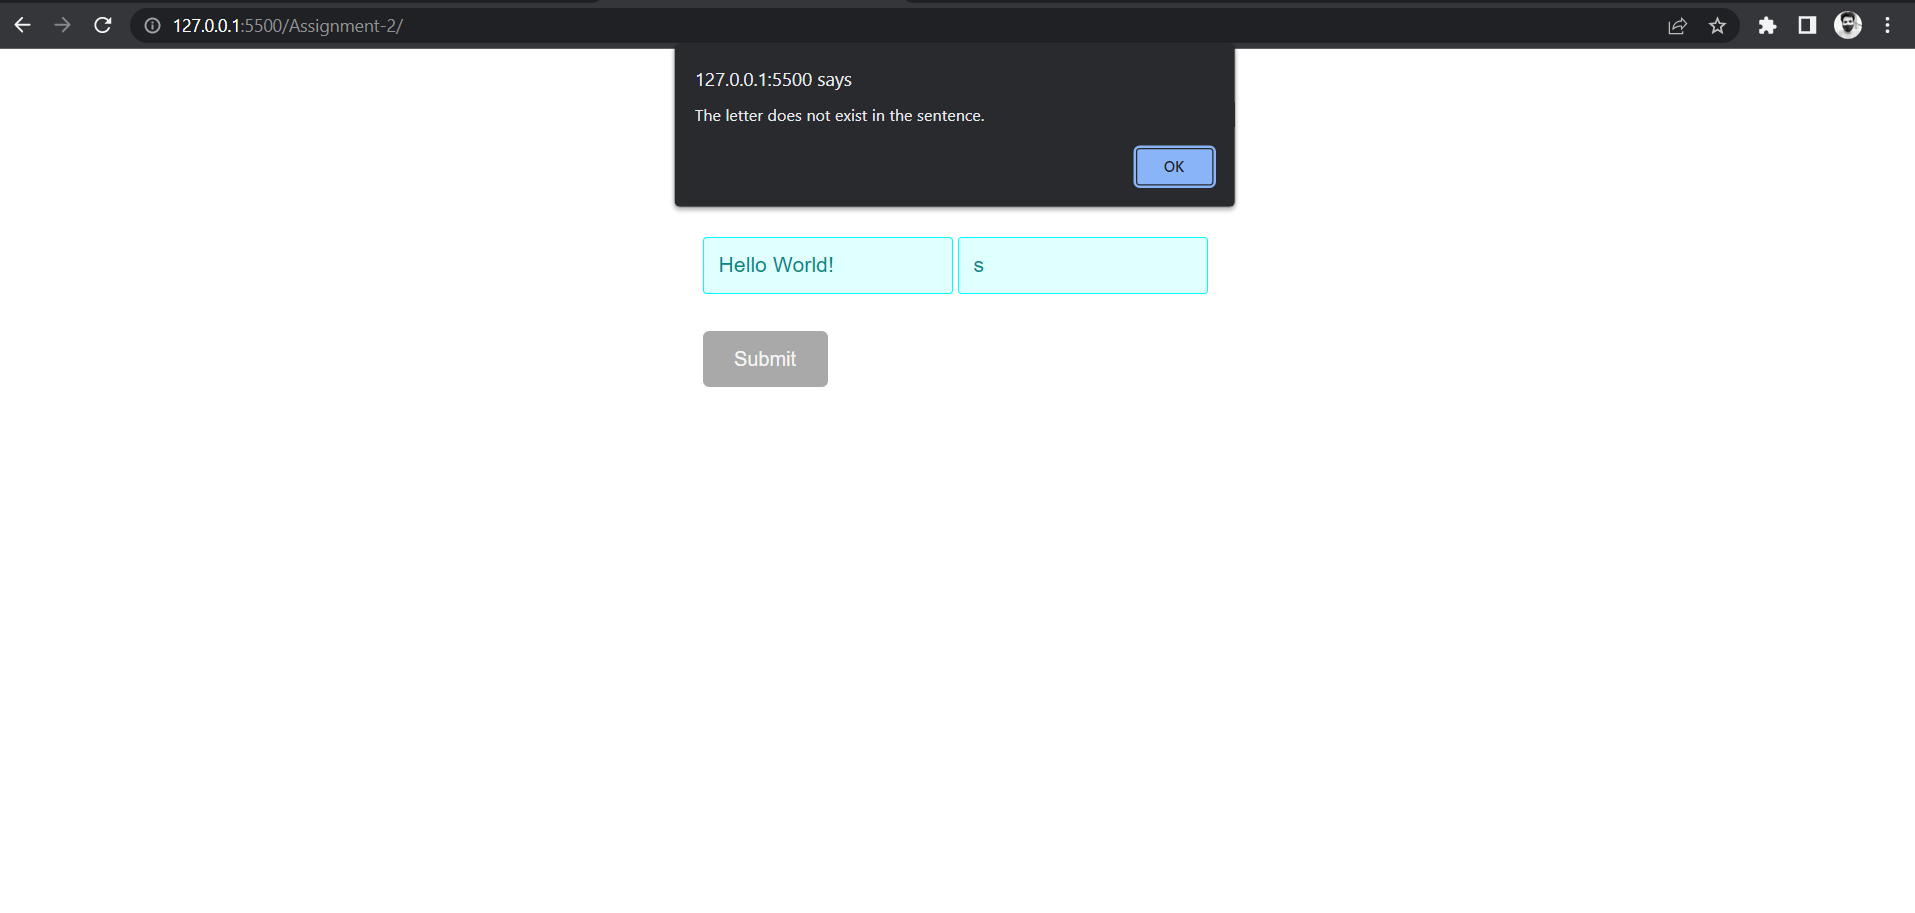 127.0.0.1:5500/Assignment-2/
127.0.0.1:5500 says
The letter does not exist in the sentence.
OK
Hello World! s
Submit